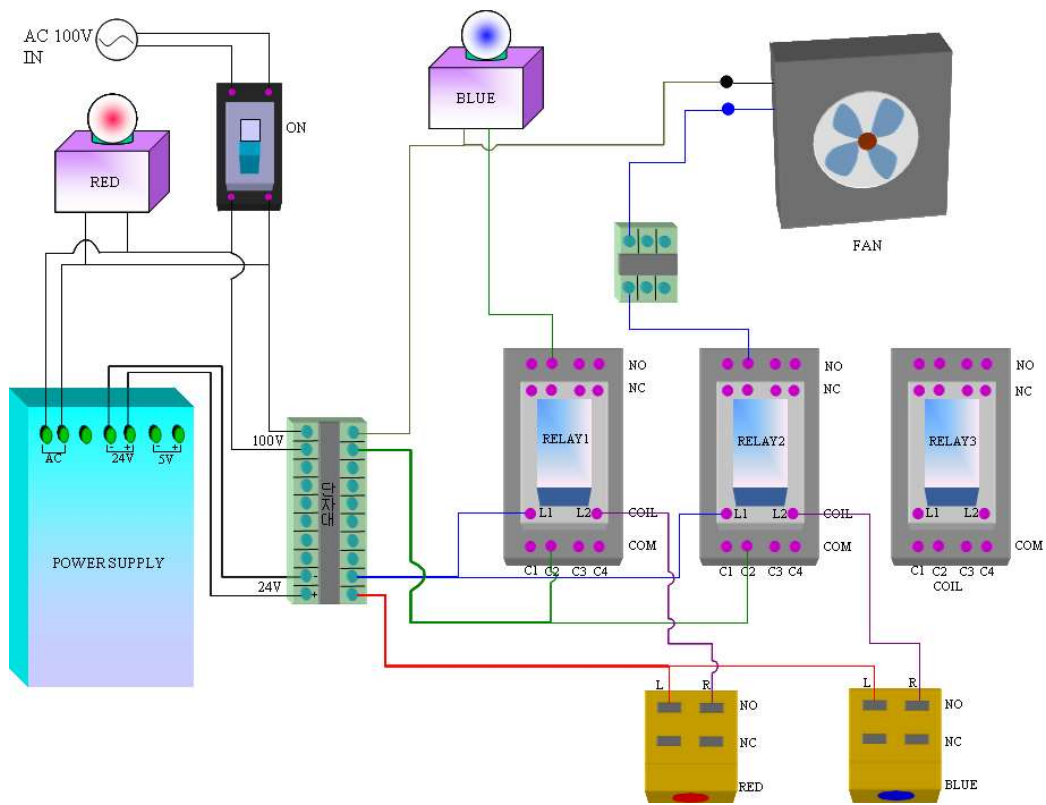 AC 100V
IN
RED
ON
BLUE
FAN
NO
NC
RELAY1
L1 L2
COIL
COM
C1 C2 C3 C4
NO
NC
RELAY2
L1 L2
COIL
COM
C1 C2 C3 C4
NO
NC
RELAY3
L1 L2
COIL
COM
C1 C2 C3 C4
COIL
AC
- +
24V
- +
5V
POWER SUPPLY
100V
단자대
24V
-
+
L R
NO
NC
RED
L R
NO
NC
BLUE